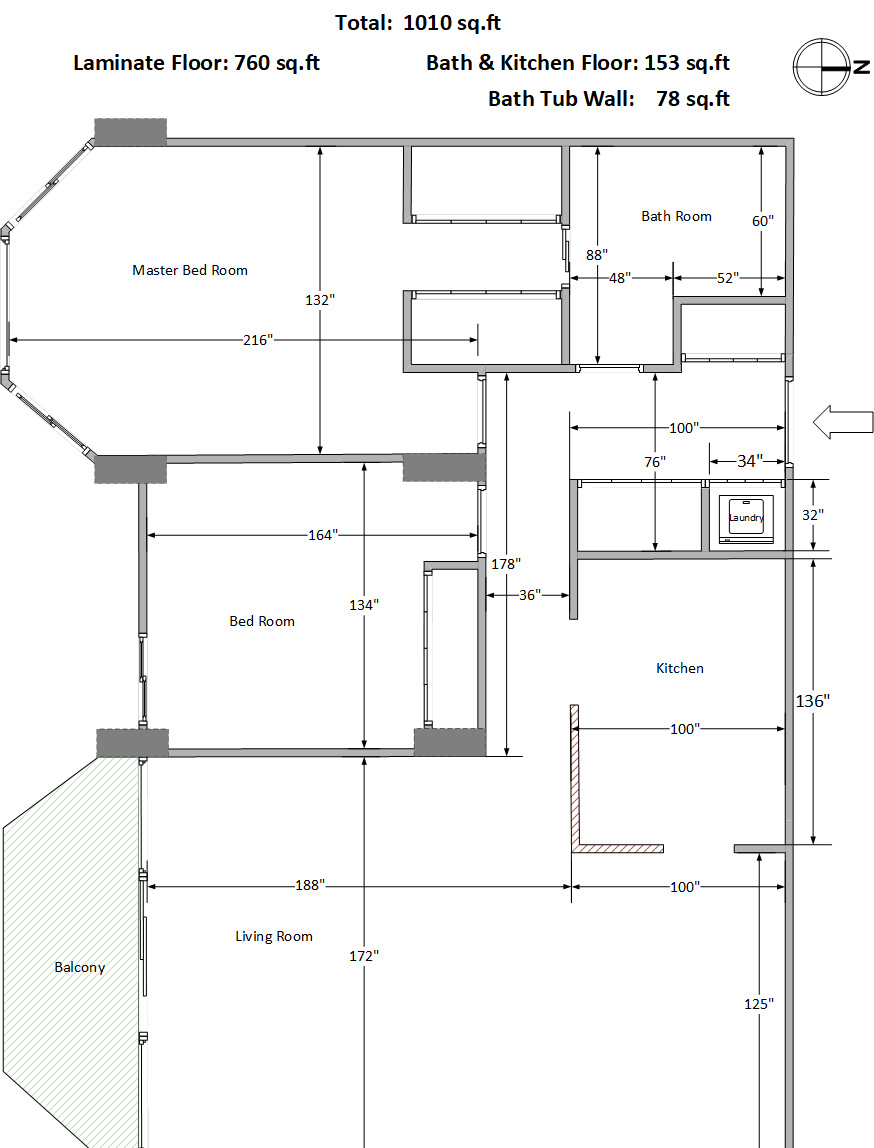 Total: 1010 sq.ft
Laminate Floor: 760 sq.ft
Bath & Kitchen Floor: 153 sq.ft
Bath Tub Wall: 78 sq.ft
N
Bath Room
60"
88"
Master Bed Room
48"
52"
132"
216"
100"
76"
34"
Laundry
32"
164"
178"
36"
134"
Bed Room
Kitchen
136"
100"
188"
100"
Living Room
172"
Balcony
125"